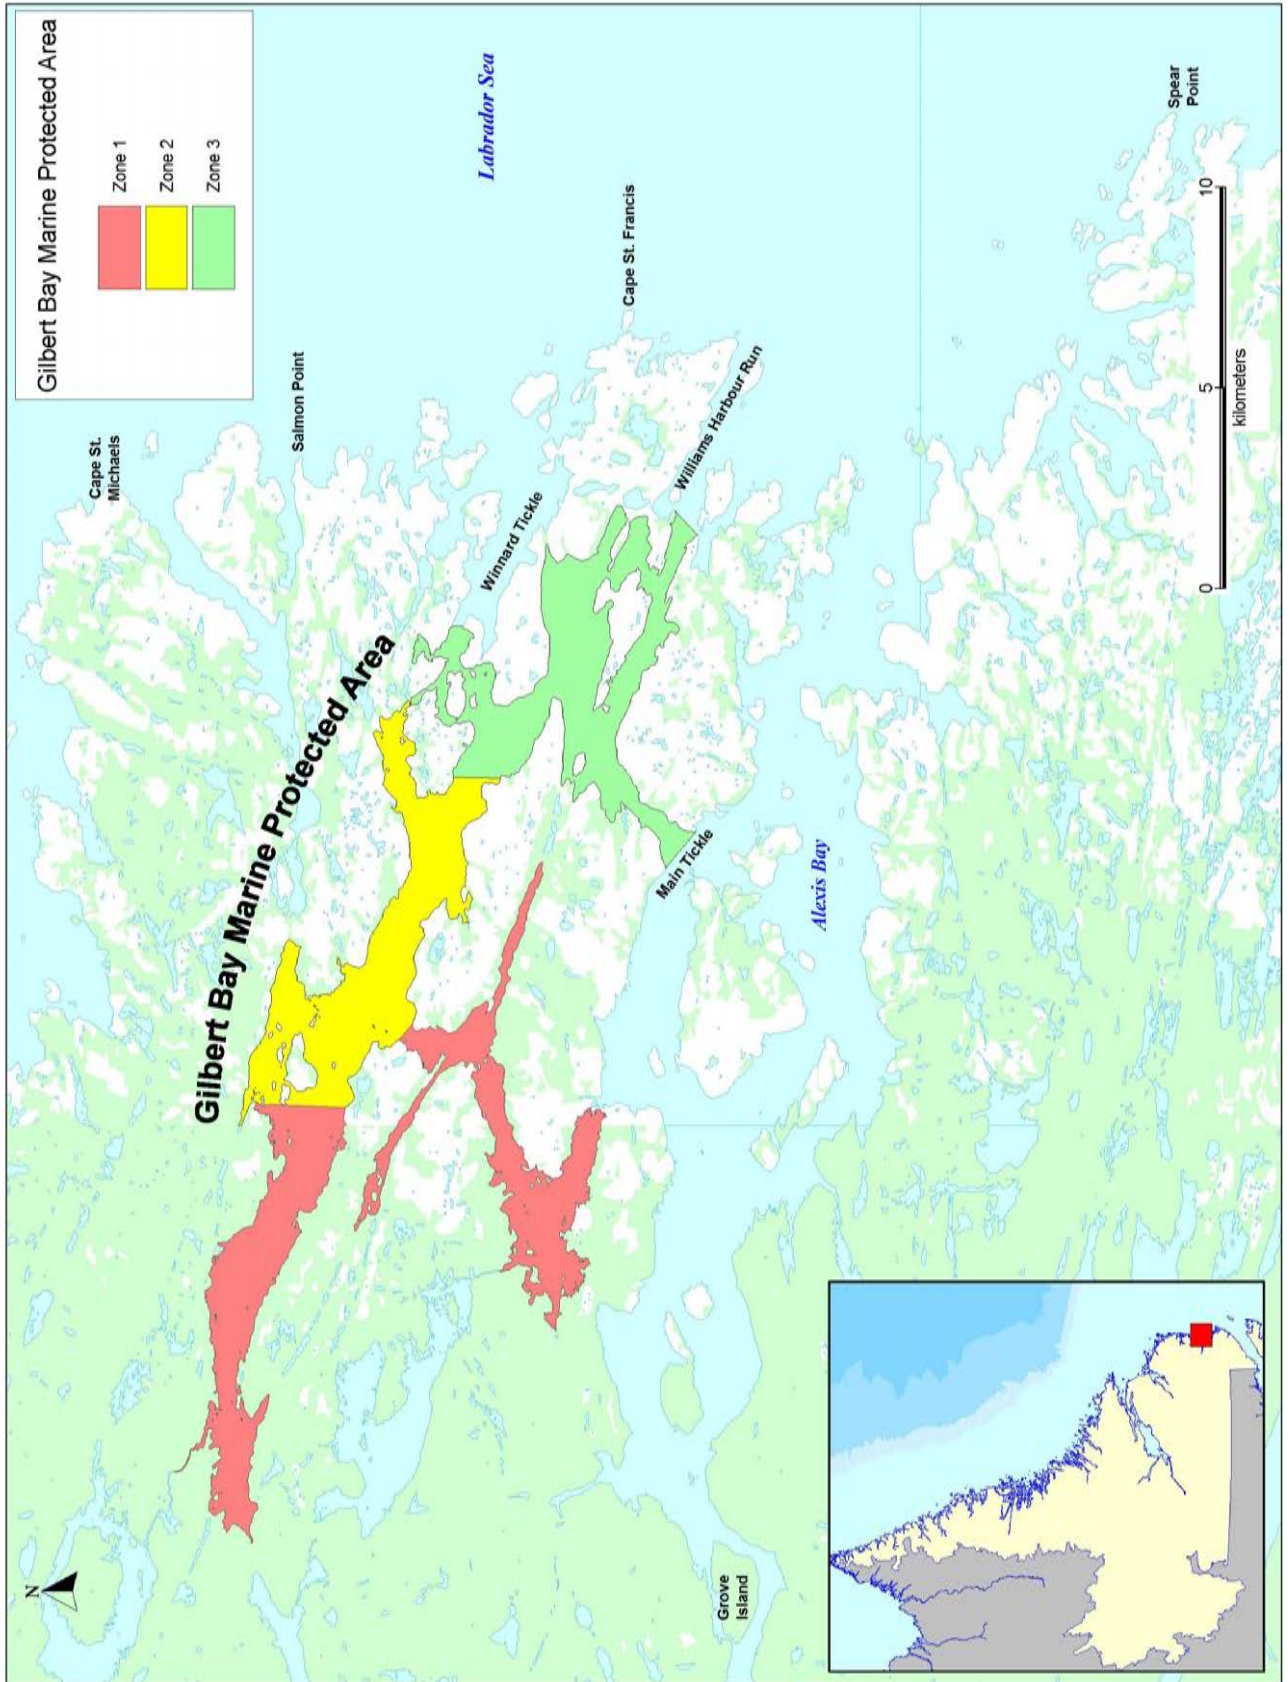 Gilbert Bay Marine Protected Area
Zone 1
Zone 2
Zone 3
N
Cape St.
Michaels
Salmon Point
Labrador Sea
Gilbert Bay Marine Protected Area
Winnard Tickle
Cape St. Francis
Williams Harbour Run
Main Tickle
Alexis Bay
Grove
Island
Spear
Point
0
5
10
kilometers